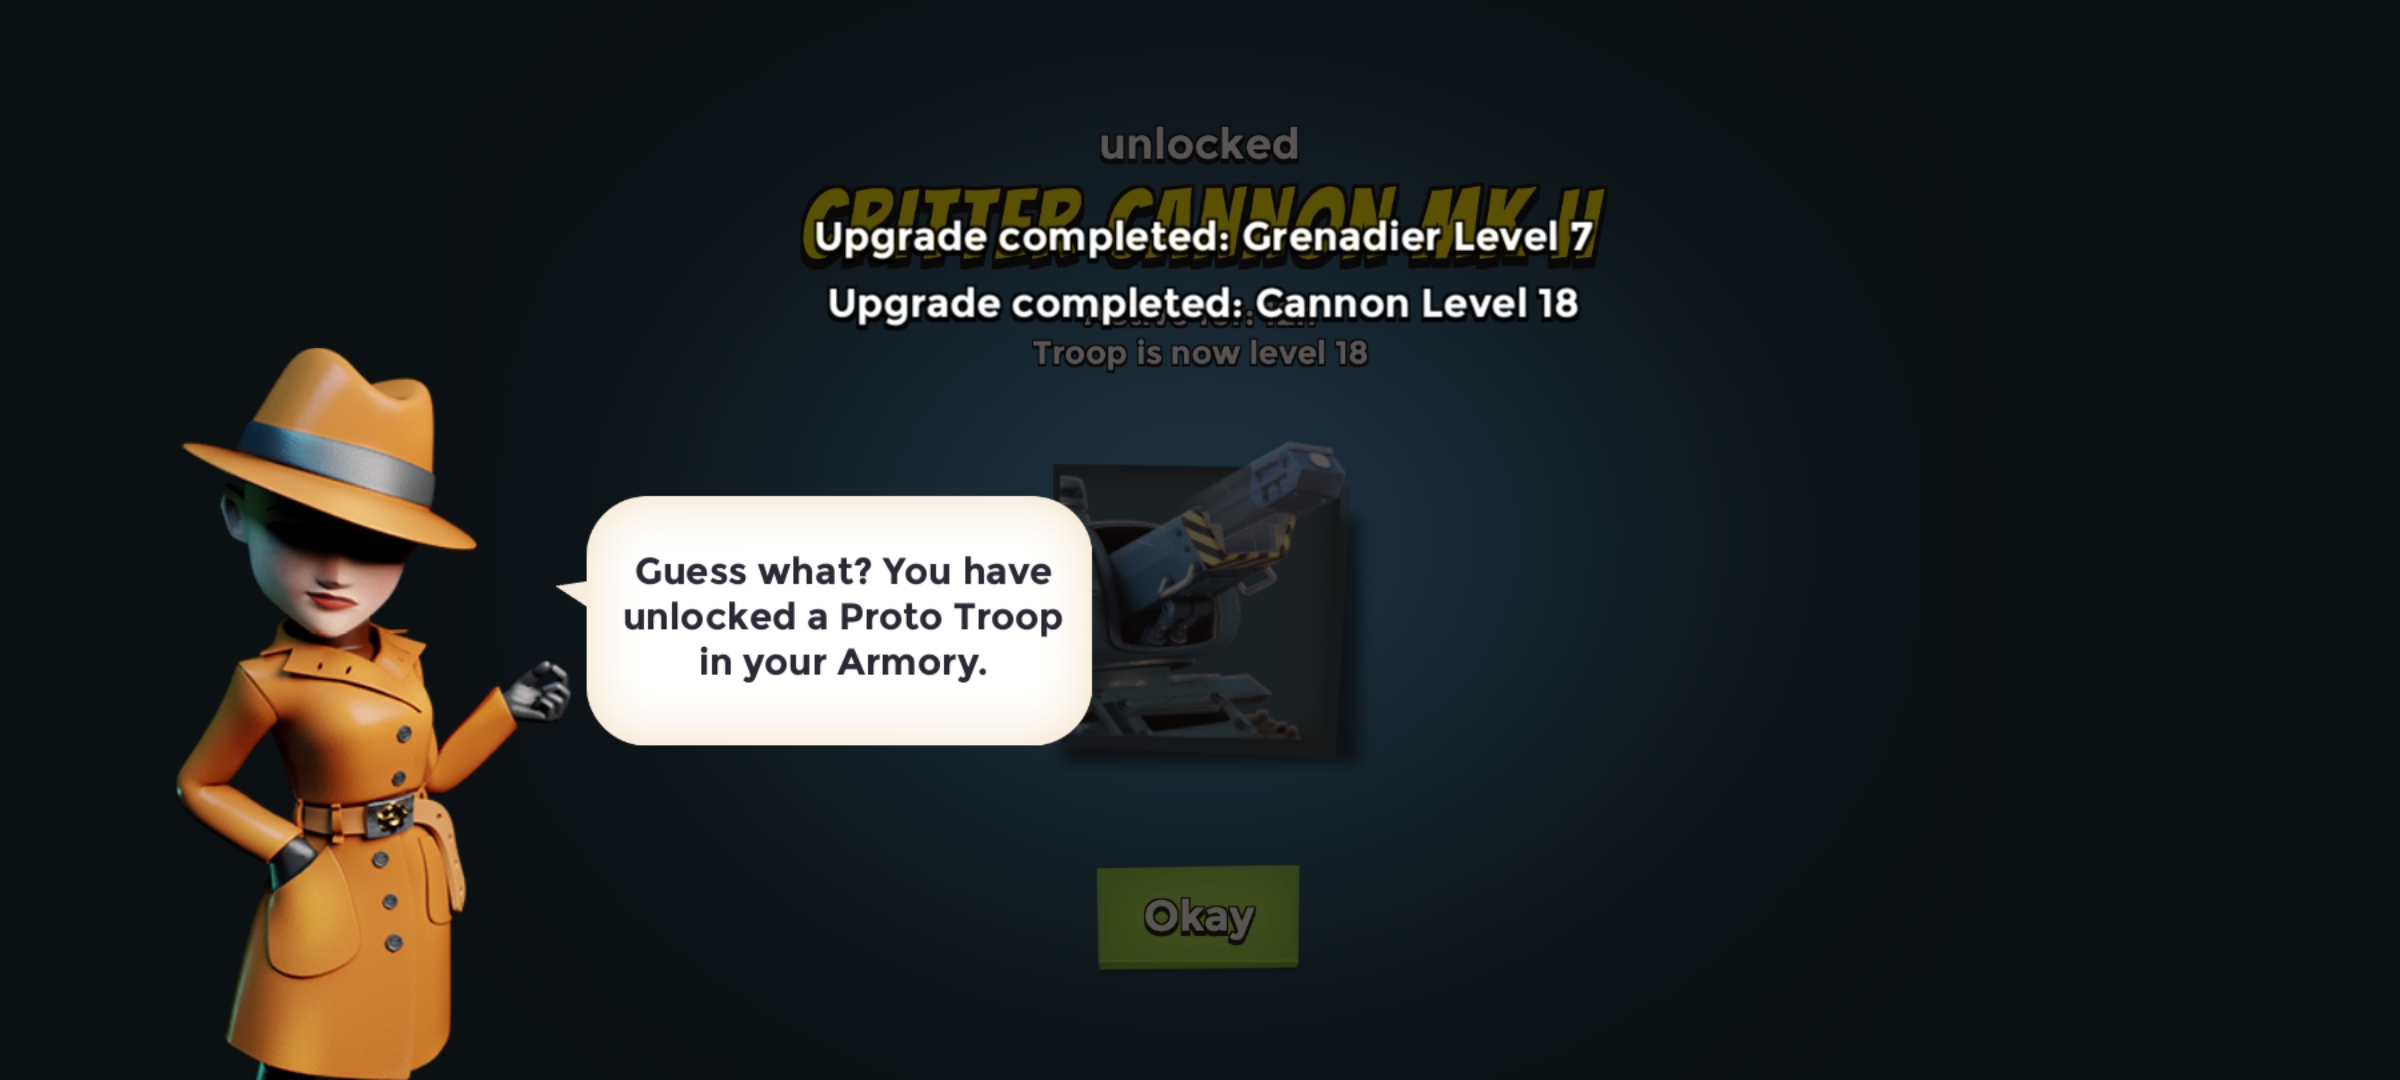 unlocked
CRITTER CANNON MK II
Upgrade completed: Grenadier Level 7
Upgrade completed: Cannon Level 18
Troop is now level 18
Guess what? You have
unlocked a Proto Troop
in your Armory.
Okay